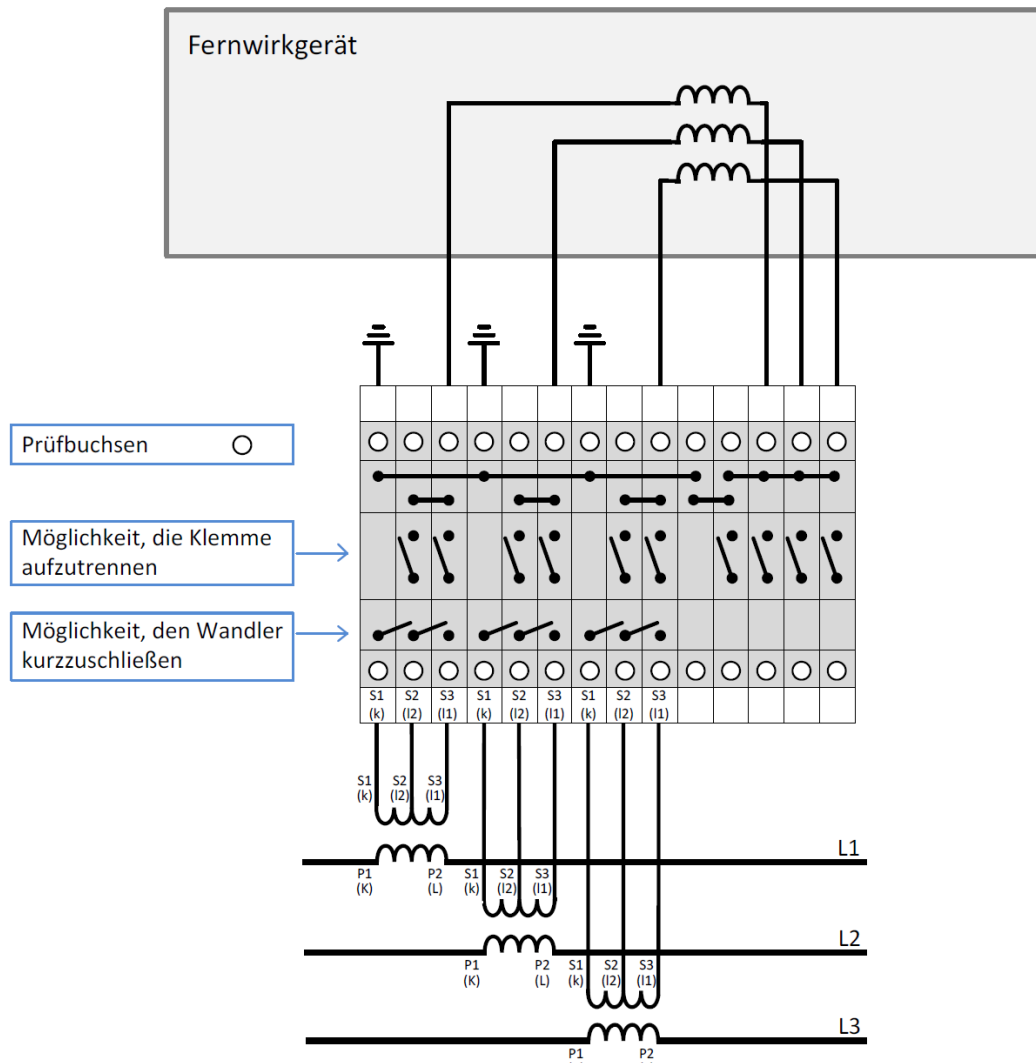 Fernwirkgerät
Prüfbuchsen
Möglichkeit, die Klemme
aufzutrennen
Möglichkeit, den Wandler
kurzzuschließen
S1 S2 S3 S1 S2 S3 S1 S2 S3
(k) (l2) (l1) (k) (l2) (l1) (k) (l2) (l1)
S1 S2 S3
(k) (l2) (l1)
L1
P1 P2 S1 S2 S3
(K) (L) (k) (l2) (l1)
L2
P1 P2 S1 S2 S3
(K) (L) (k) (l2) (l1)
L3
P1 P2